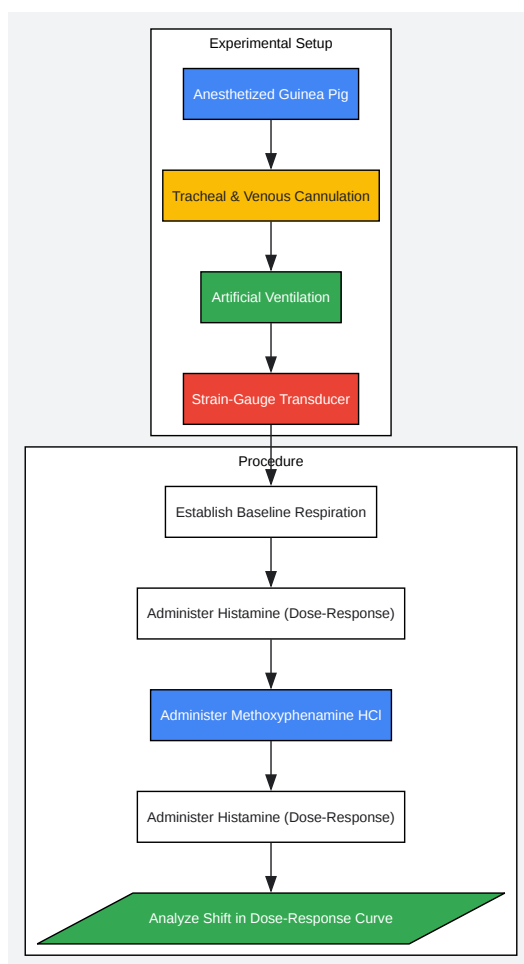 Experimental Setup
Anesthetized Guinea Pig
Tracheal & Venous Cannulation
Artificial Ventilation
Strain-Gauge Transducer
Procedure
Establish Baseline Respiration
Administer Histamine (Dose-Response)
Administer Methoxyphenamine HCl
Administer Histamine (Dose-Response)
Analyze Shift in Dose-Response Curve